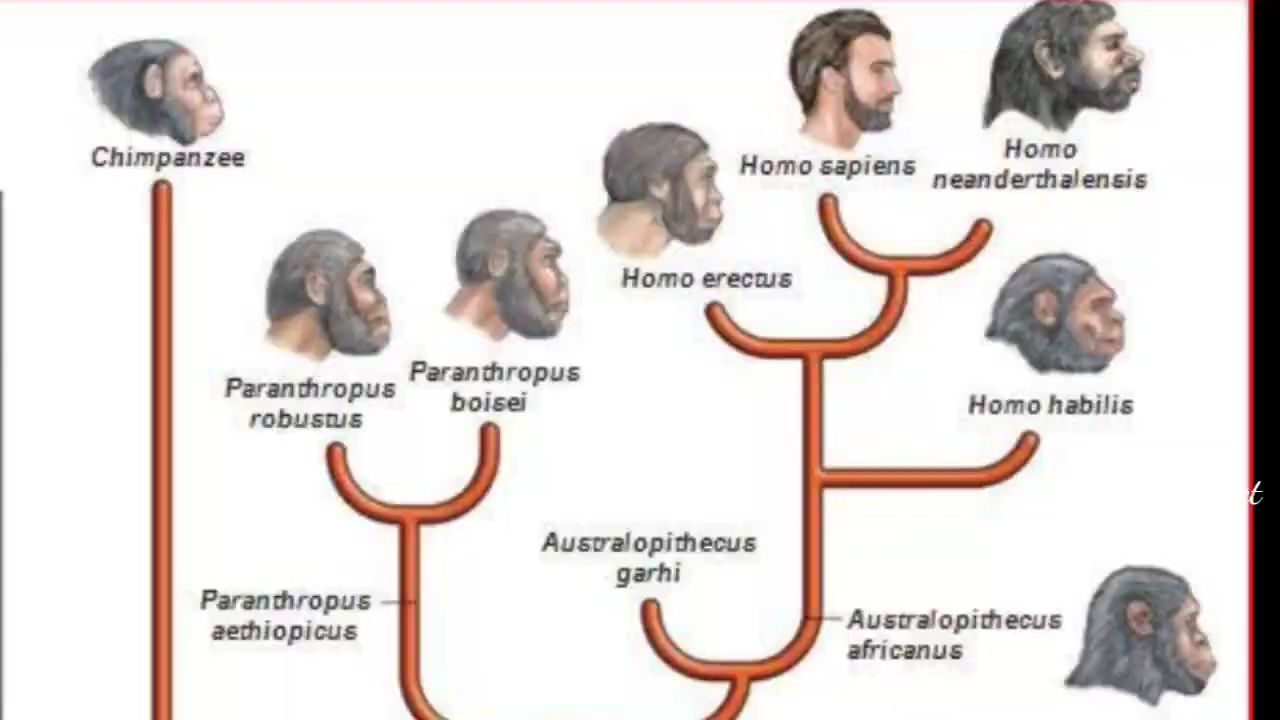 Chimpanzee
Homo sapiens
Homo
neanderthalensis
Homo erectus
Paranthropus
robustus
Paranthropus
boisei
Homo habilis
Australopithecus
garhi
Paranthropus
aethiopicus
Australopithecus
africanus
t